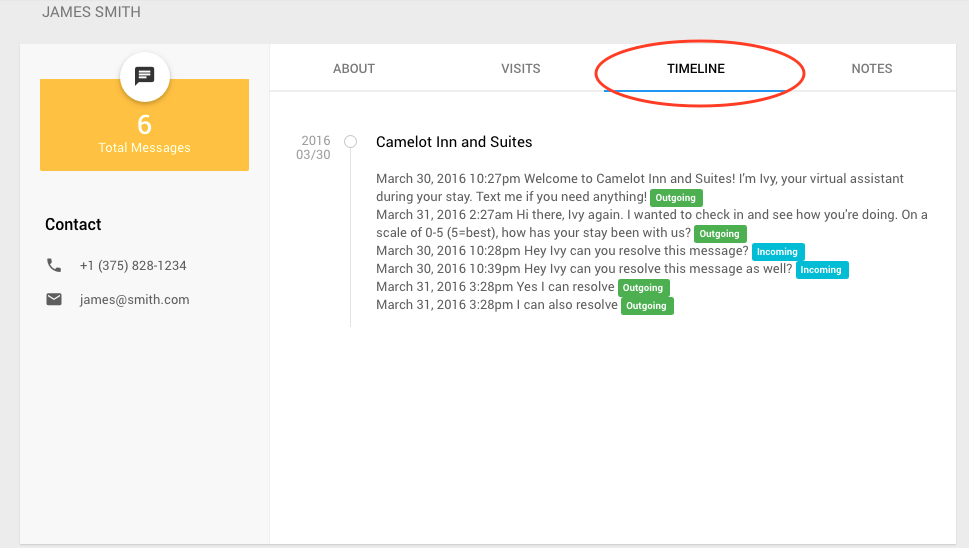 JAMES SMITH
ABOUT
VISITS
TIMELINE
NOTES
6
Total Messages
Contact
+1 (375) 828-1234
james@smith.com
2016
03/30
Camelot Inn and Suites
March 30, 2016 10:27pm Welcome to Camelot Inn and Suites! I'm Ivy, your virtual assistant
during your stay. Text me if you need anything! Outgoing
March 31, 2016 2:27am Hi there, Ivy again. I wanted to check in and see how you're doing. On a
scale of 0-5 (5=best), how has your stay been with us? Outgoing
March 30, 2016 10:28pm Hey Ivy can you resolve this message? Incoming
March 30, 2016 10:39pm Hey Ivy can you resolve this message as well? Incoming
March 31, 2016 3:28pm Yes I can resolve Outgoing
March 31, 2016 3:28pm I can also resolve Outgoing